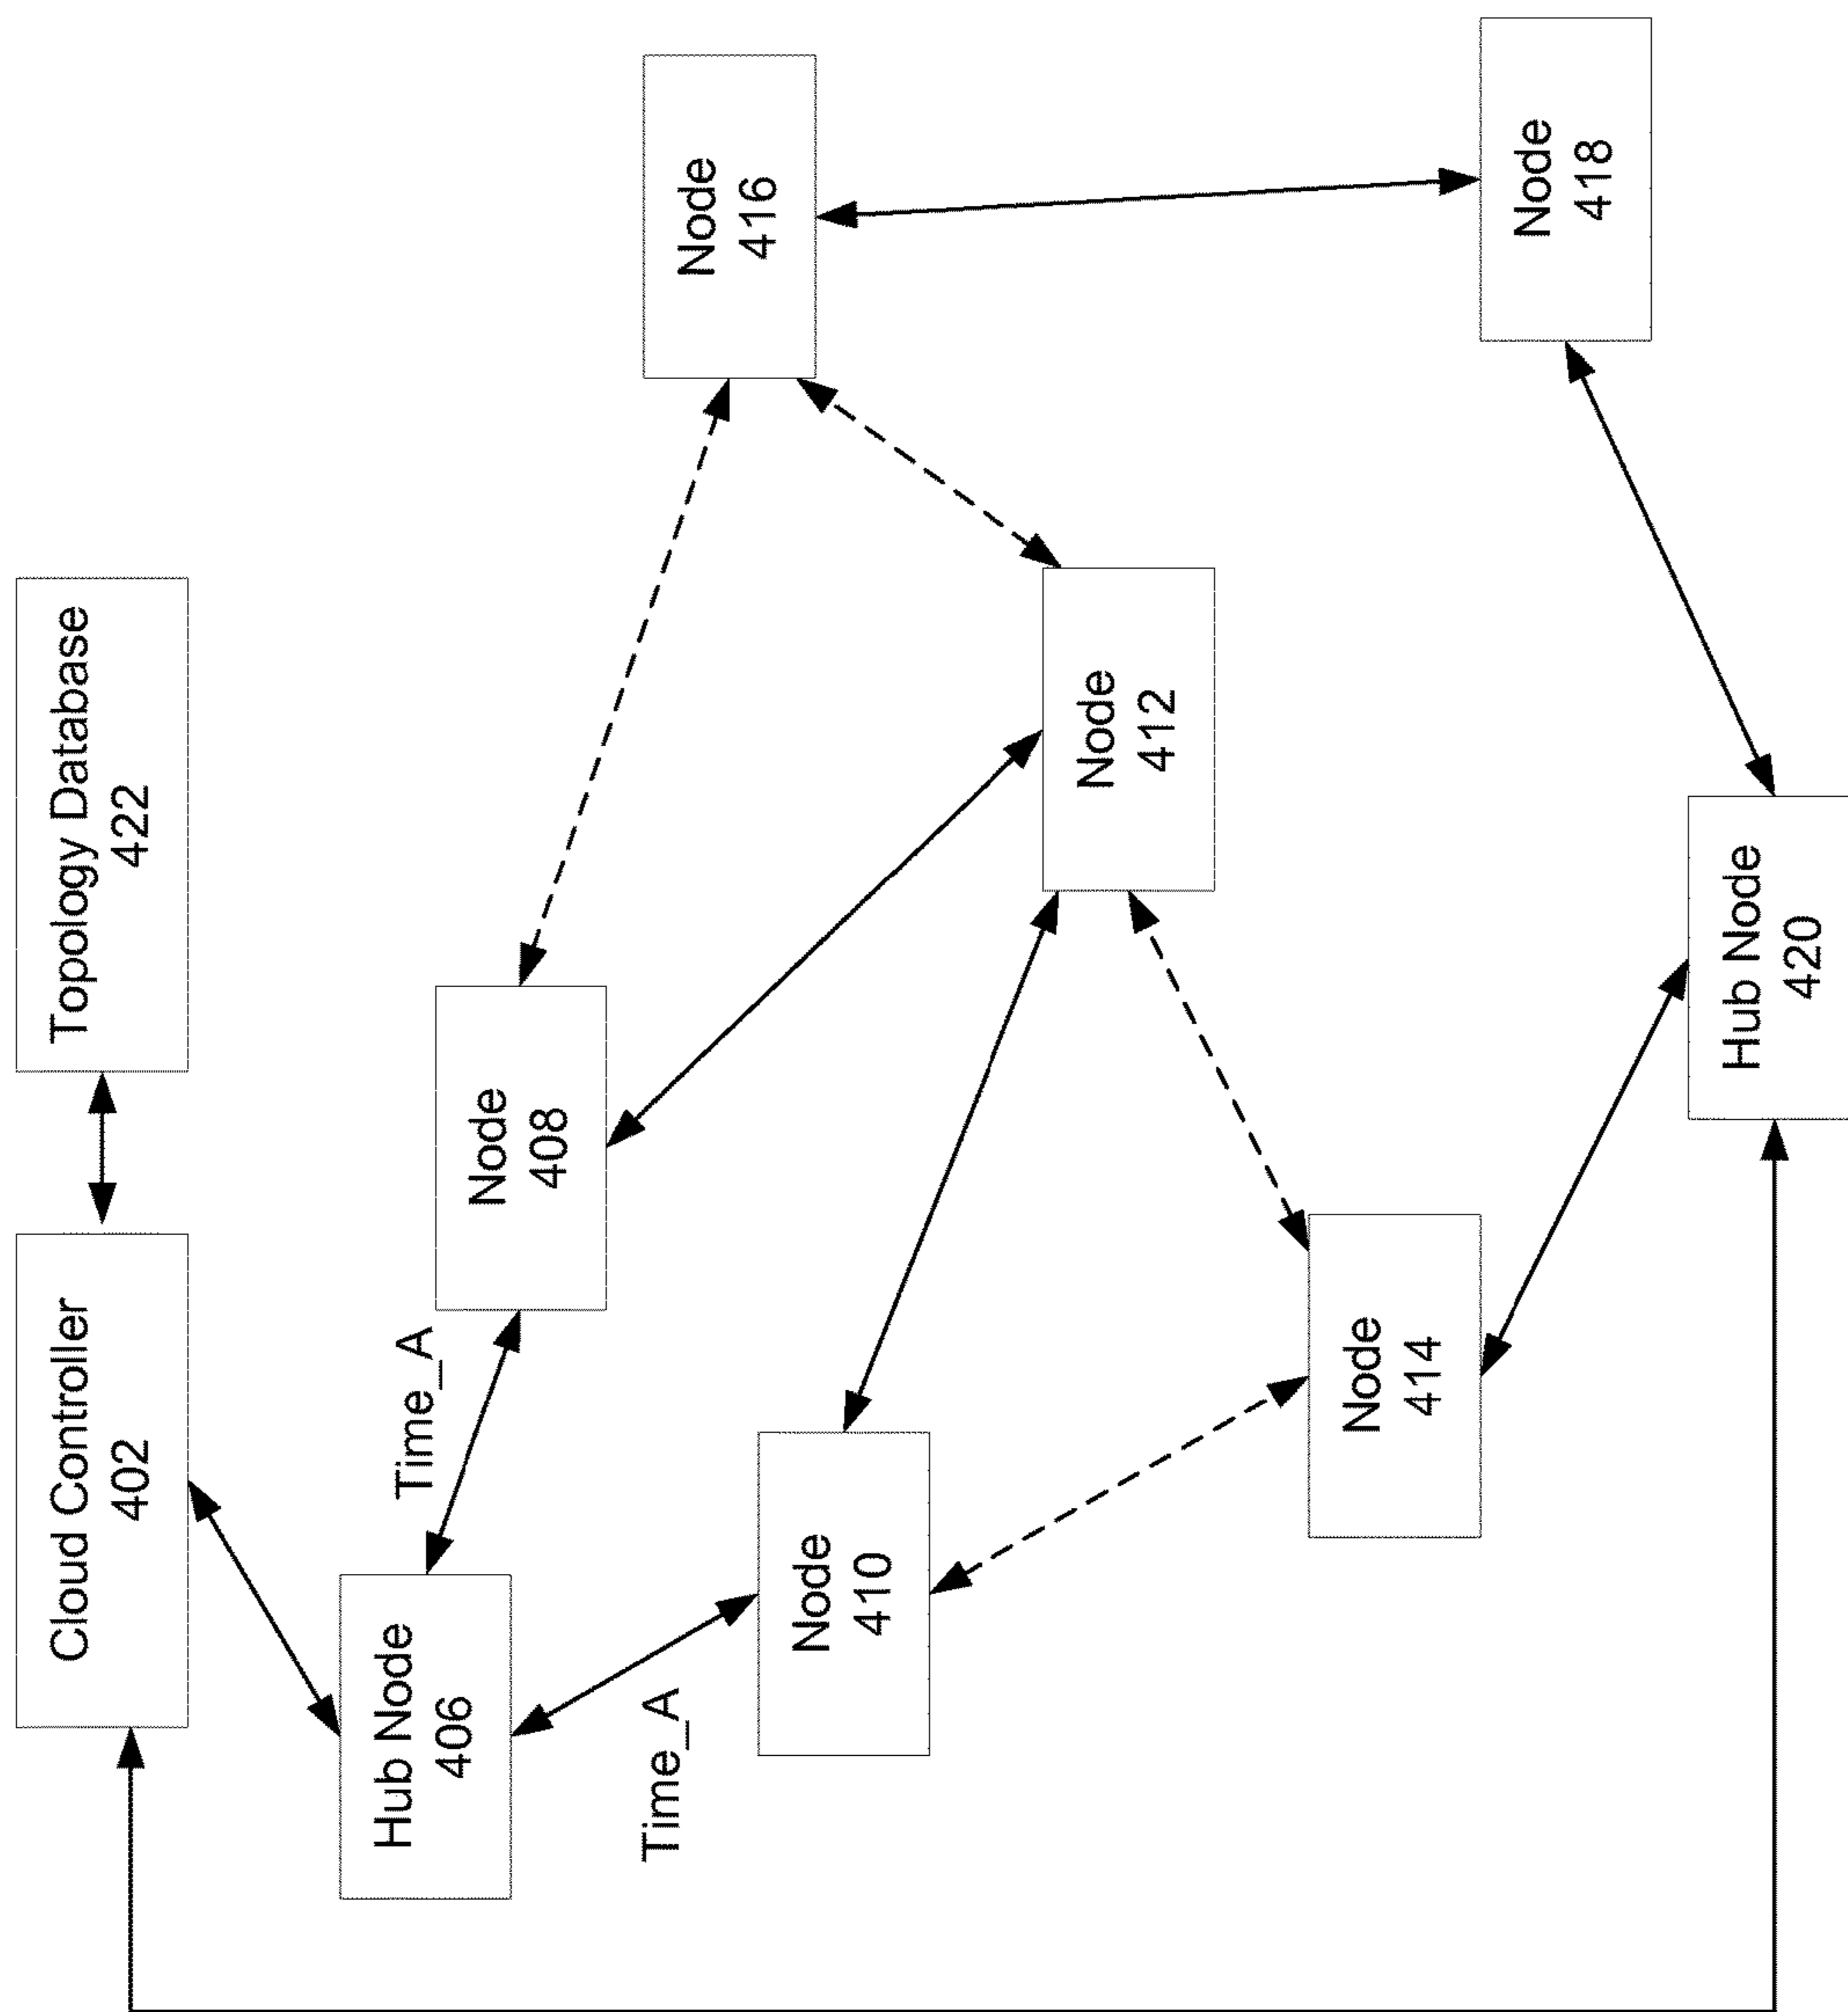 Cloud Controller
402
Topology Database
422
Hub Node
406
Time_A
Node
408
Time_A
Node
410
Node
412
Node
416
Node
414
Node
418
Hub Node
420